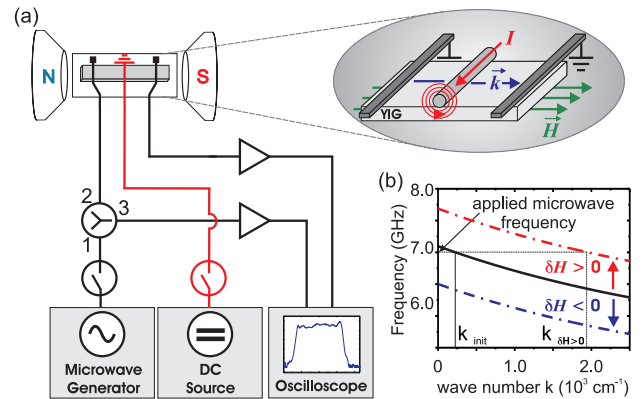 (a)
N
S
I
k
YIG
H
2
3
1
Microwave
Generator
DC
Source
Oscilloscope
(b)
8.0
7.0
6.0
Frequency (GHz)
applied microwave
frequency
δH > 0
δH < 0
k init
k δH>0
0
1.0
2.0
wave number k (10³ cm⁻¹)